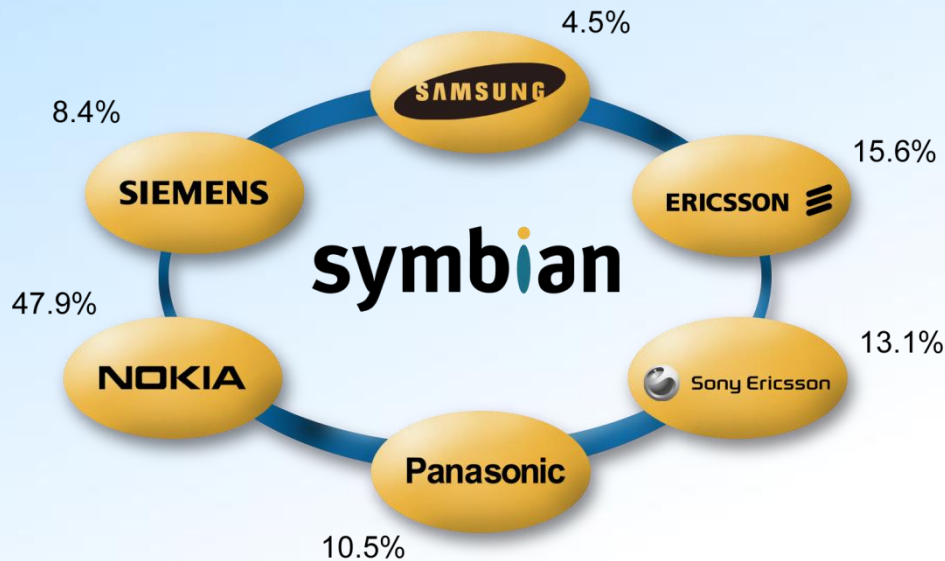 4.5%
SAMSUNG
8.4%
15.6%
SIEMENS
ERICSSON
symbian
47.9%
13.1%
NOKIA
Sony Ericsson
Panasonic
10.5%